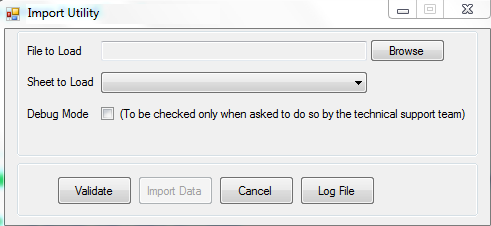 Import Utility
File to Load Browse
Sheet to Load
Debug Mode (To be checked only when asked to do so by the technical support team)
Validate Import Data Cancel Log File